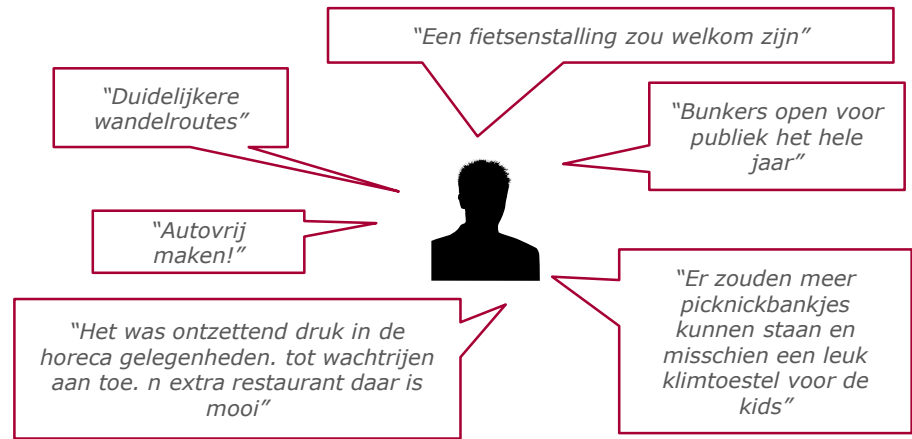 “Een fietsenstalling zou welkom zijn”
“Duidelijkere
wandelroutes”
“Bunkers open voor
publiek het hele
jaar”
“Autovrij
maken!”
“Er zouden meer
picknickbankjes
kunnen staan en
misschien een leuk
klimtoestel voor de
kids”
“Het was ontzettend druk in de
horeca gelegenheden. tot wachtrijen
aan toe. n extra restaurant daar is
mooi”